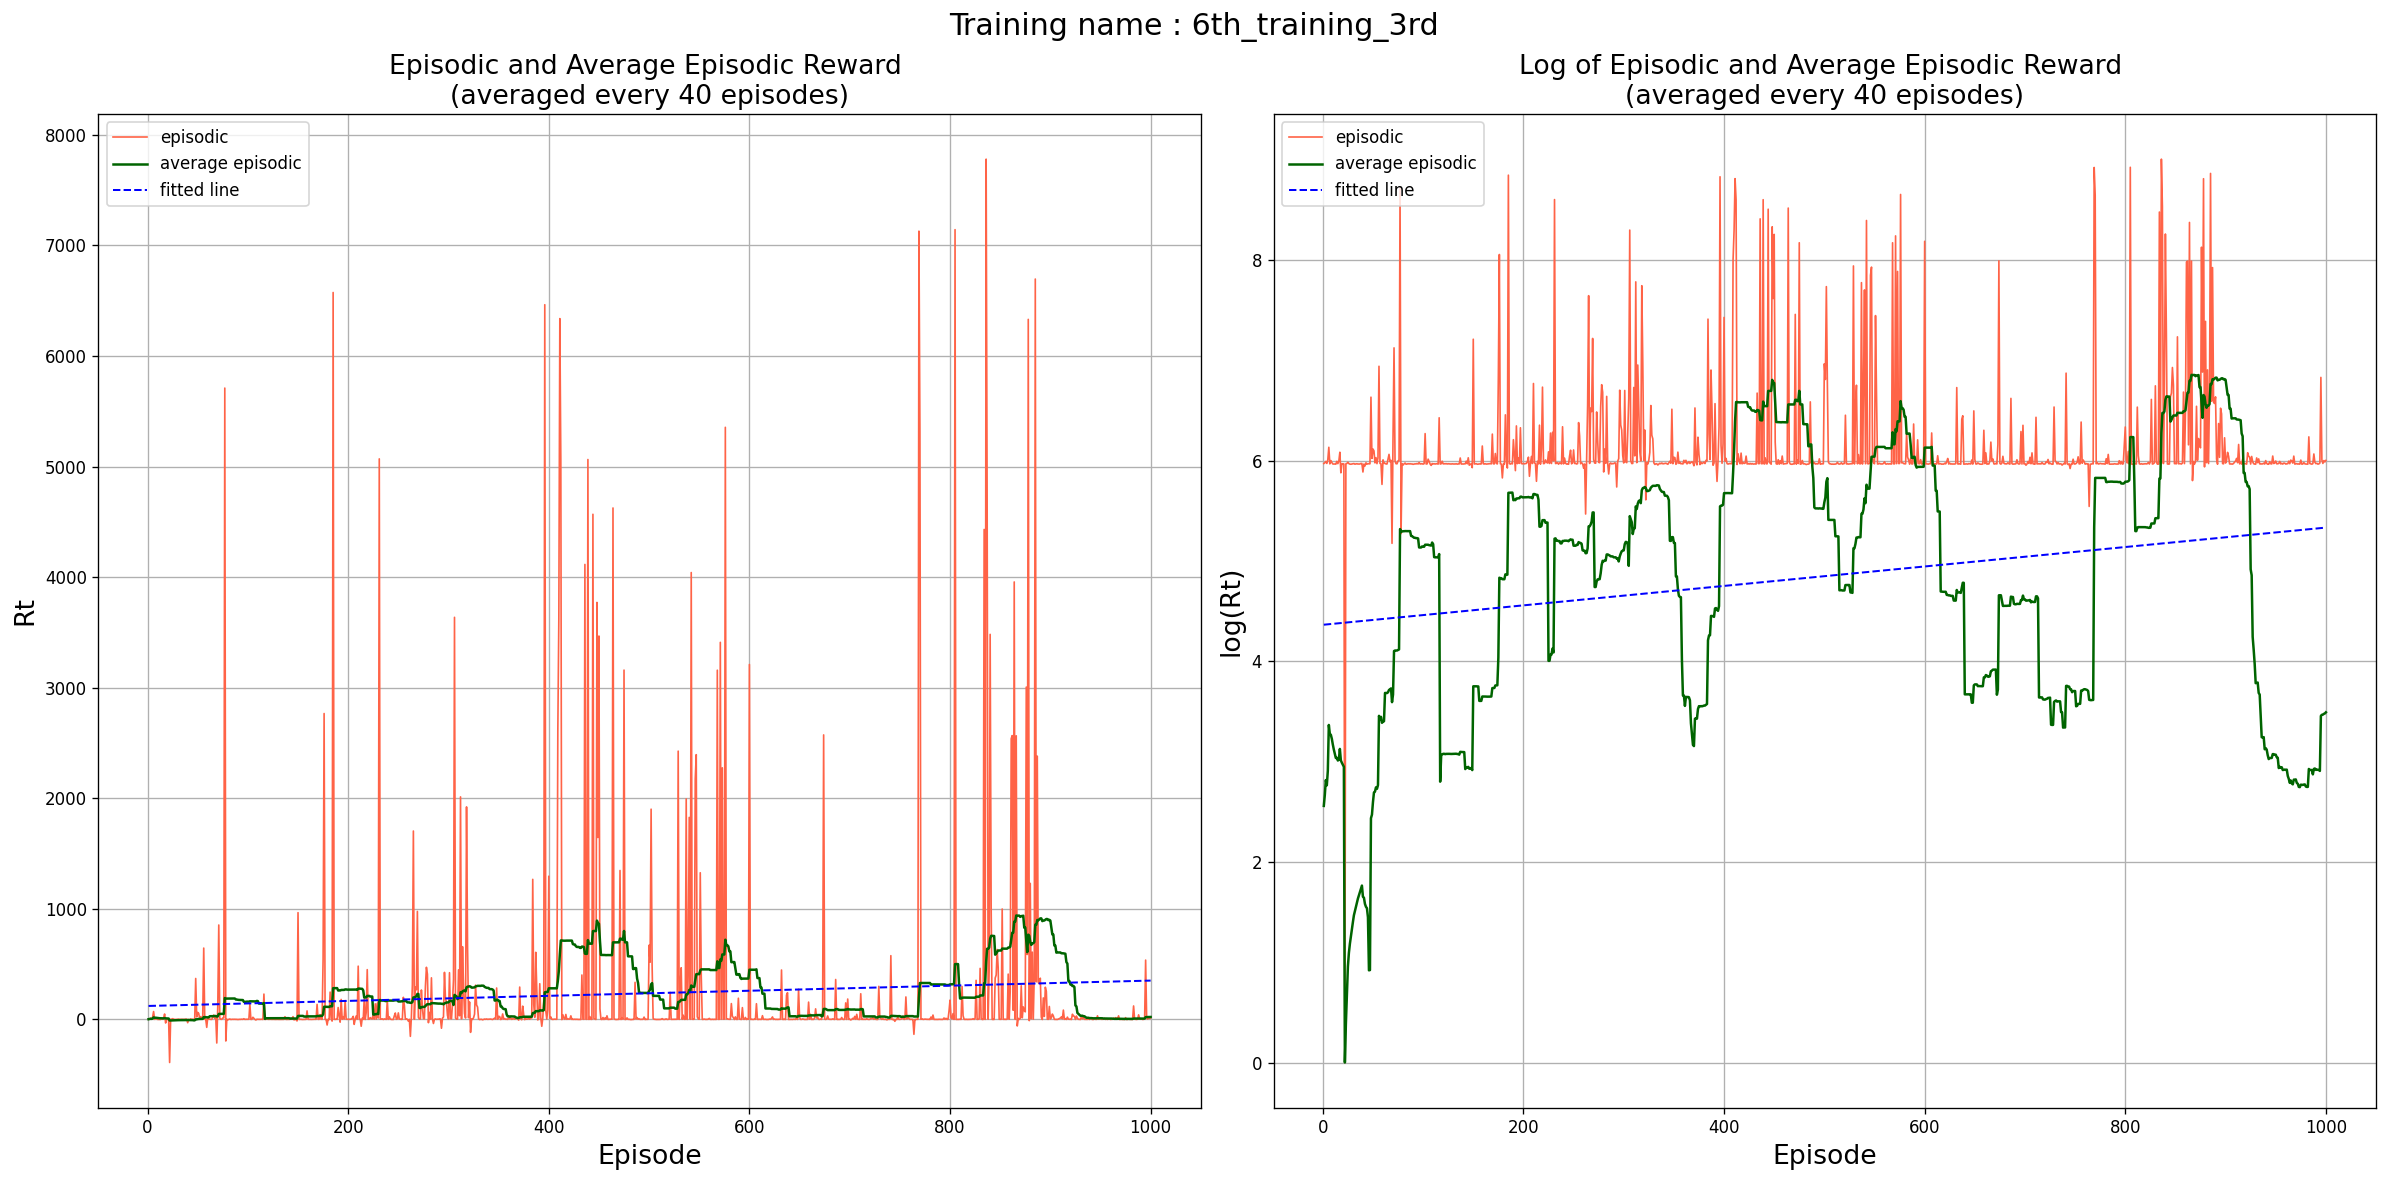 Training name : 6th_training_3rd
Episodic and Average Episodic Reward
(averaged every 40 episodes)
8000
7000
6000
5000
4000
3000
2000
1000
0
Rt
episodic
average episodic
fitted line
0
200
400
600
800
1000
Episode
Log of Episodic and Average Episodic Reward
(averaged every 40 episodes)
8
6
4
2
0
log(Rt)
episodic
average episodic
fitted line
0
200
400
600
800
1000
Episode